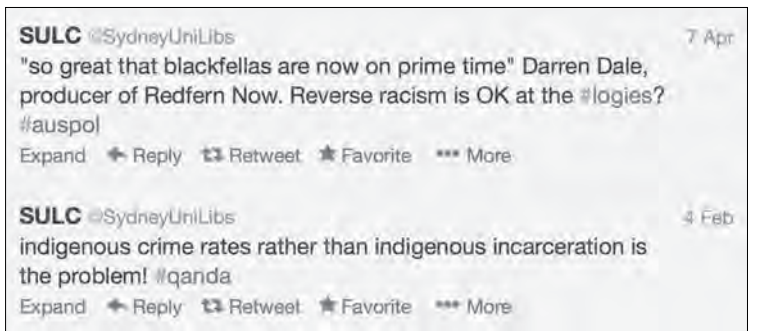 SULC @SydneyUniLibs 7 Apr
"so great that blackfellas are now on prime time" Darren Dale,
producer of Redfern Now. Reverse racism is OK at the #logies?
#auspol
Expand Reply Retweet Favorite More
SULC @SydneyUniLibs 4 Feb
indigenous crime rates rather than indigenous incarceration is
the problem! #qanda
Expand Reply Retweet Favorite More